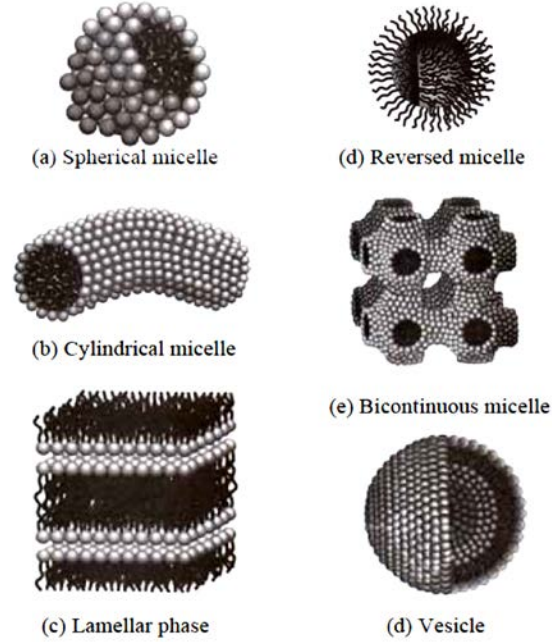 (a) Spherical micelle
(d) Reversed micelle
(b) Cylindrical micelle
(e) Bicontinuous micelle
(c) Lamellar phase
(d) Vesicle